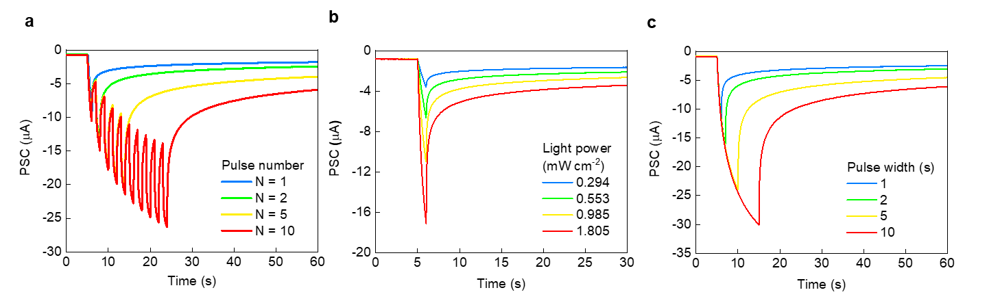 a
PSC (μA)
0
-5
-10
-15
-20
-25
-30
0
10
20
30
40
50
60
Time (s)
Pulse number
N = 1
N = 2
N = 5
N = 10
b
PSC (μA)
0
-4
-8
-12
-16
-20
0
5
10
15
20
25
30
Time (s)
Light power
(mW cm-2)
0.294
0.553
0.985
1.805
c
PSC (μA)
0
-5
-10
-15
-20
-25
-30
-35
0
10
20
30
40
50
60
Time (s)
Pulse width (s)
1
2
5
10